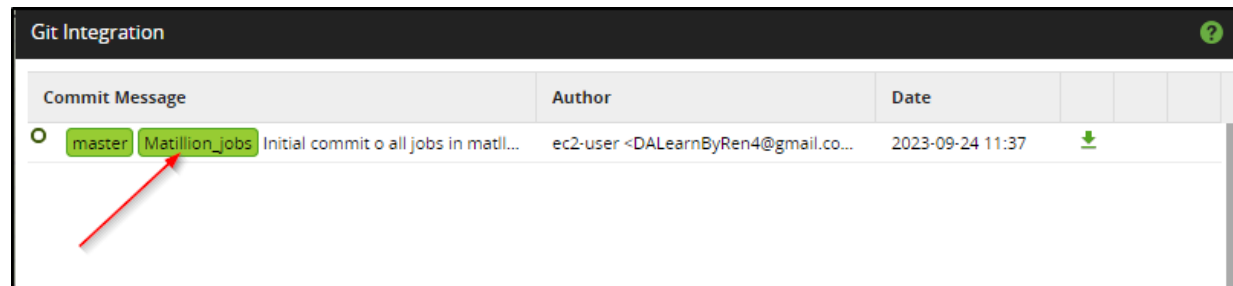 Git Integration
?
Commit Message Author Date
master Matillion_jobs Initial commit o all jobs in matll... ec2-user <DALearnByRen4@gmail.co... 2023-09-24 11:37